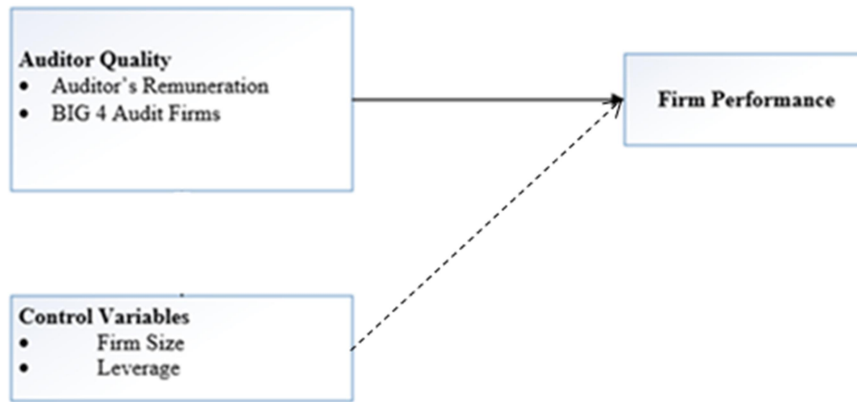 Auditor Quality
• Auditor's Remuneration
• BIG 4 Audit Firms
Firm Performance
Control Variables
• Firm Size
• Leverage